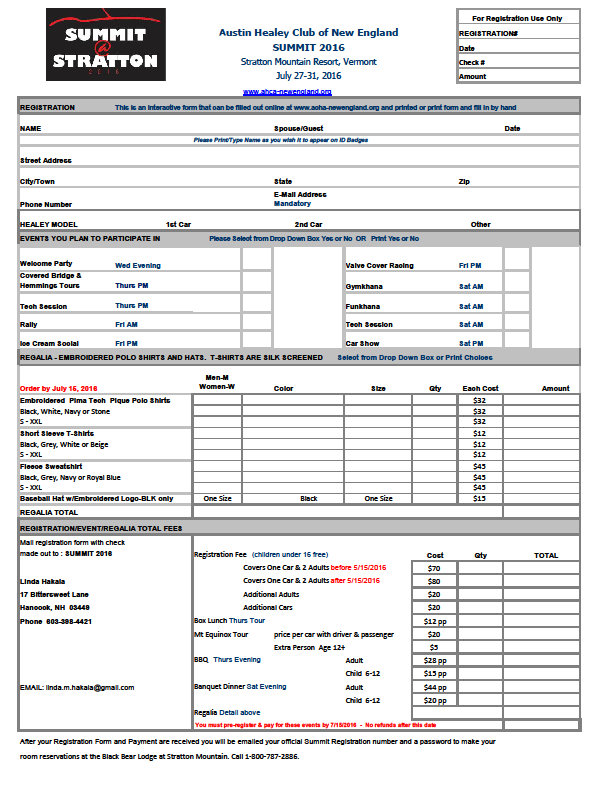 SUMMIT
@
STRATTON
2016
Austin Healey Club of New England
SUMMIT 2016
Stratton Mountain Resort, Vermont
July 27-31, 2016
www.ahca-newengland.org
For Registration Use Only
REGISTRATION#
Date
Check #
Amount
REGISTRATION This is an interactive form that can be filled out online at www.aoha-newengland.org and printed or print form and fill in by hand
NAME Spouse/Guest Date
Please Print/Type Name as you wish it to appear on ID Badges
Street Address
City/Town State Zip
E-Mail Address
Phone Number Mandatory
HEALEY MODEL 1st Car 2nd Car Other
EVENTS YOU PLAN TO PARTICIPATE IN Please Select from Drop Down Box Yes or No OR Print Yes or No
Welcome Party Wed Evening Valve Cover Racing Fri PM
Covered Bridge &
Hemmings Tours Thurs PM Gymkhana Sat AM
Tech Session Thurs PM Funkhana Sat AM
Rally Fri AM Tech Session Sat AM
Ice Cream Social Fri PM Car Show Sat PM
REGALIA - EMBROIDERED POLO SHIRTS AND HATS. T-SHIRTS ARE SILK SCREENED Select from Drop Down Box or Print Choices
Men-M
Order by July 15, 2016 Women-W Color Size Qty Each Cost Amount
Embroidered Pima Tech Pique Polo Shirts $32
Black, White, Navy or Stone $32
S - XXL $32
Short Sleeve T-Shirts $12
Black, Grey, White or Beige $12
S - XXL $12
Fleece Sweatshirt $45
Black, Grey, Navy or Royal Blue $45
S - XXL $45
Baseball Hat w/Embroidered Logo-BLK only One Size Black One Size $15
REGALIA TOTAL
REGISTRATION/EVENT/REGALIA TOTAL FEES
Mail registration form with check
made out to : SUMMIT 2016 Registration Fee (children under 16 free) Cost Qty TOTAL
Covers One Car & 2 Adults before 5/15/2016 $70
Linda Hakala Covers One Car & 2 Adults after 5/15/2016 $80
17 Bittersweet Lane Additional Adults $20
Hancock, NH 03449 Additional Cars $20
Phone 603-398-4421 Box Lunch Thurs Tour $12 pp
Mt Equinox Tour price per car with driver & passenger $20
Extra Person Age 12+ $5
BBQ Thurs Evening Adult $28 pp
Child 6-12 $15 pp
EMAIL: linda.m.hakala@gmail.com Banquet Dinner Sat Evening Adult $44 pp
Child 6-12 $20 pp
Regalia Detail above
You must pre-register & pay for these events by 7/15/2016 - No refunds after this date
After your Registration Form and Payment are received you will be emailed your official Summit Registration number and a password to make your
room reservations at the Black Bear Lodge at Stratton Mountain. Call 1-800-787-2886.